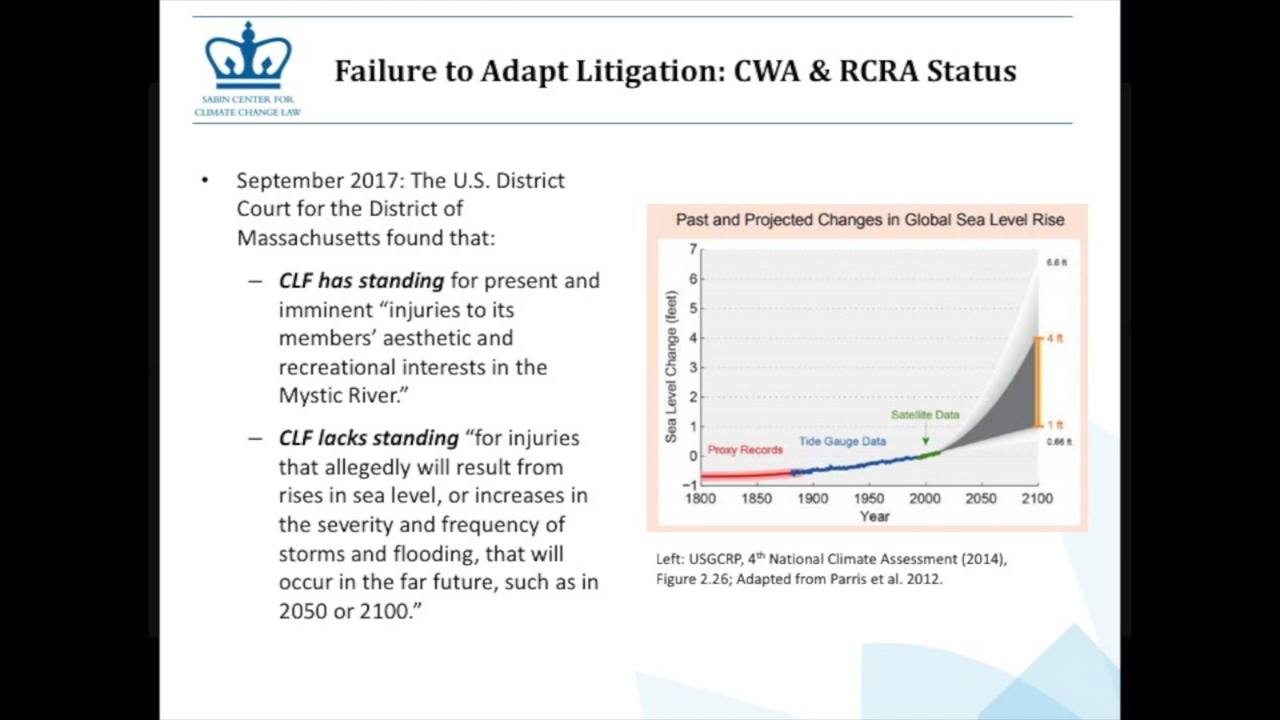 SABIN CENTER FOR
CLIMATE CHANGE LAW
Failure to Adapt Litigation: CWA & RCRA Status
• September 2017: The U.S. District
Court for the District of
Massachusetts found that:
– CLF has standing for present and
imminent “injuries to its
members’ aesthetic and
recreational interests in the
Mystic River.”
– CLF lacks standing “for injuries
that allegedly will result from
rises in sea level, or increases in
the severity and frequency of
storms and flooding, that will
occur in the far future, such as in
2050 or 2100.”
Past and Projected Changes in Global Sea Level Rise
Sea Level Change (feet)
7
6
5
4
3
2
1
0
−1
6.6 ft
4 ft
1 ft
0.66 ft
Satellite Data
Tide Gauge Data
Proxy Records
1800 1850 1900 1950 2000 2050 2100
Year
Left: USGCRP, 4th National Climate Assessment (2014),
Figure 2.26; Adapted from Parris et al. 2012.